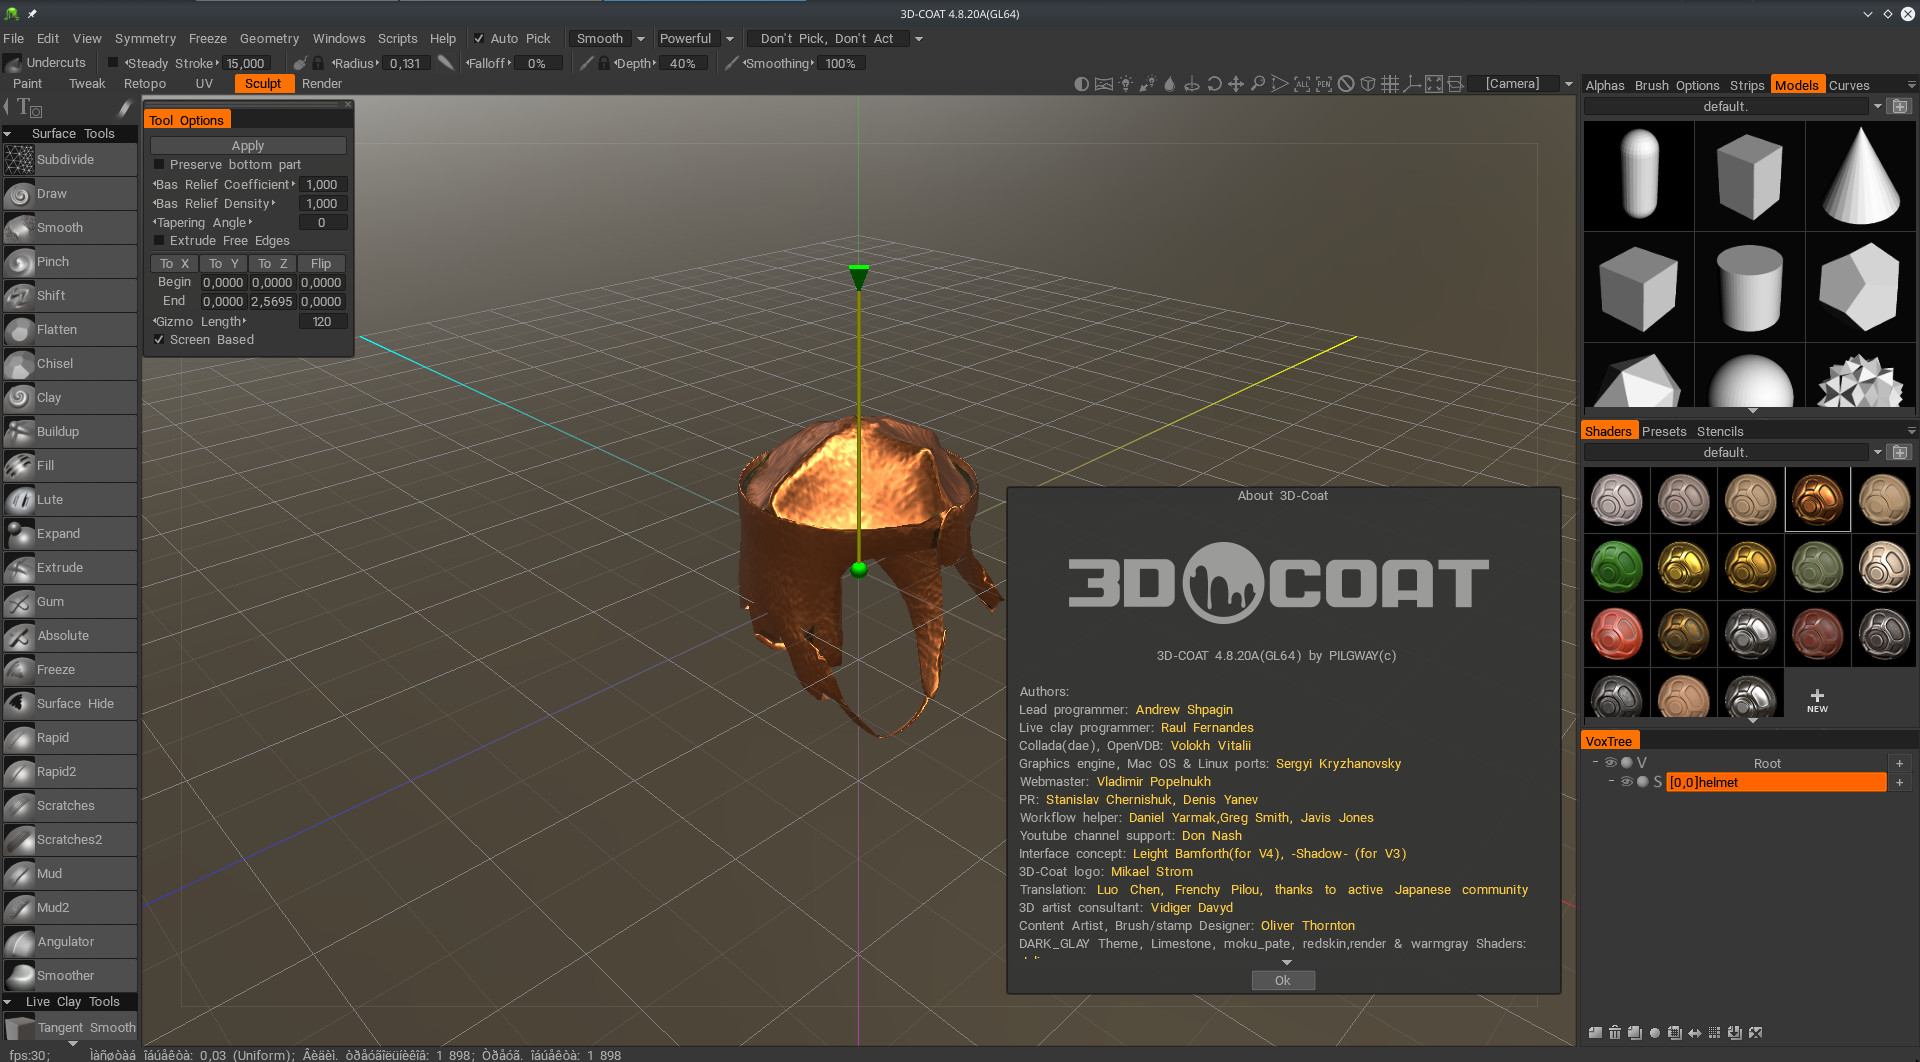 3D-COAT 4.8.20A(GL64)
File Edit View Symmetry Freeze Geometry Windows Scripts Help Auto Pick Smooth Powerful Don't Pick, Don't Act
Undercuts Steady Stroke 15,000 Radius 0,131 Falloff 0% Depth 40% Smoothing 100%
Paint Tweak Retopo UV Sculpt Render [Camera]
Surface Tools
Subdivide
Draw
Smooth
Pinch
Shift
Flatten
Chisel
Clay
Buildup
Fill
Lute
Expand
Extrude
Gum
Absolute
Freeze
Surface Hide
Rapid
Rapid2
Scratches
Scratches2
Mud
Mud2
Angulator
Smoother
Live Clay Tools
Tangent Smooth
Tool Options
Apply
Preserve bottom part
Bas Relief Coefficient 1,000
Bas Relief Density 1,000
Tapering Angle 0
Extrude Free Edges
To X To Y To Z Flip
Begin 0,0000 0,0000 0,0000
End 0,0000 2,5695 0,0000
Gizmo Length 120
Screen Based
About 3D-Coat
3D COAT
3D-COAT 4.8.20A(GL64) by PILGWAY(c)
Authors:
Lead programmer: Andrew Shpagin
Live clay programmer: Raul Fernandes
Collada(dae), OpenVDB: Volokh Vitalii
Graphics engine, Mac OS & Linux ports: Sergyi Kryzhanovsky
Webmaster: Vladimir Popelnukh
PR: Stanislav Chernishuk, Denis Yanev
Workflow helper: Daniel Yarmak,Greg Smith, Javis Jones
Youtube channel support: Don Nash
Interface concept: Leight Bamforth(for V4), -Shadow- (for V3)
3D-Coat logo: Mikael Strom
Translation: Luo Chen, Frenchy Pilou, thanks to active Japanese community
3D artist consultant: Vidiger Davyd
Content Artist, Brush/stamp Designer: Oliver Thornton
DARK_GLAY Theme, Limestone, moku_pate, redskin,render & warmgray Shaders:
Ok
Alphas Brush Options Strips Models Curves
default.
Shaders Presets Stencils
default.
NEW
VoxTree
V Root +
S [0,0]helmet +
fps:30; 0,03 (Uniform); 1 898; 1 898